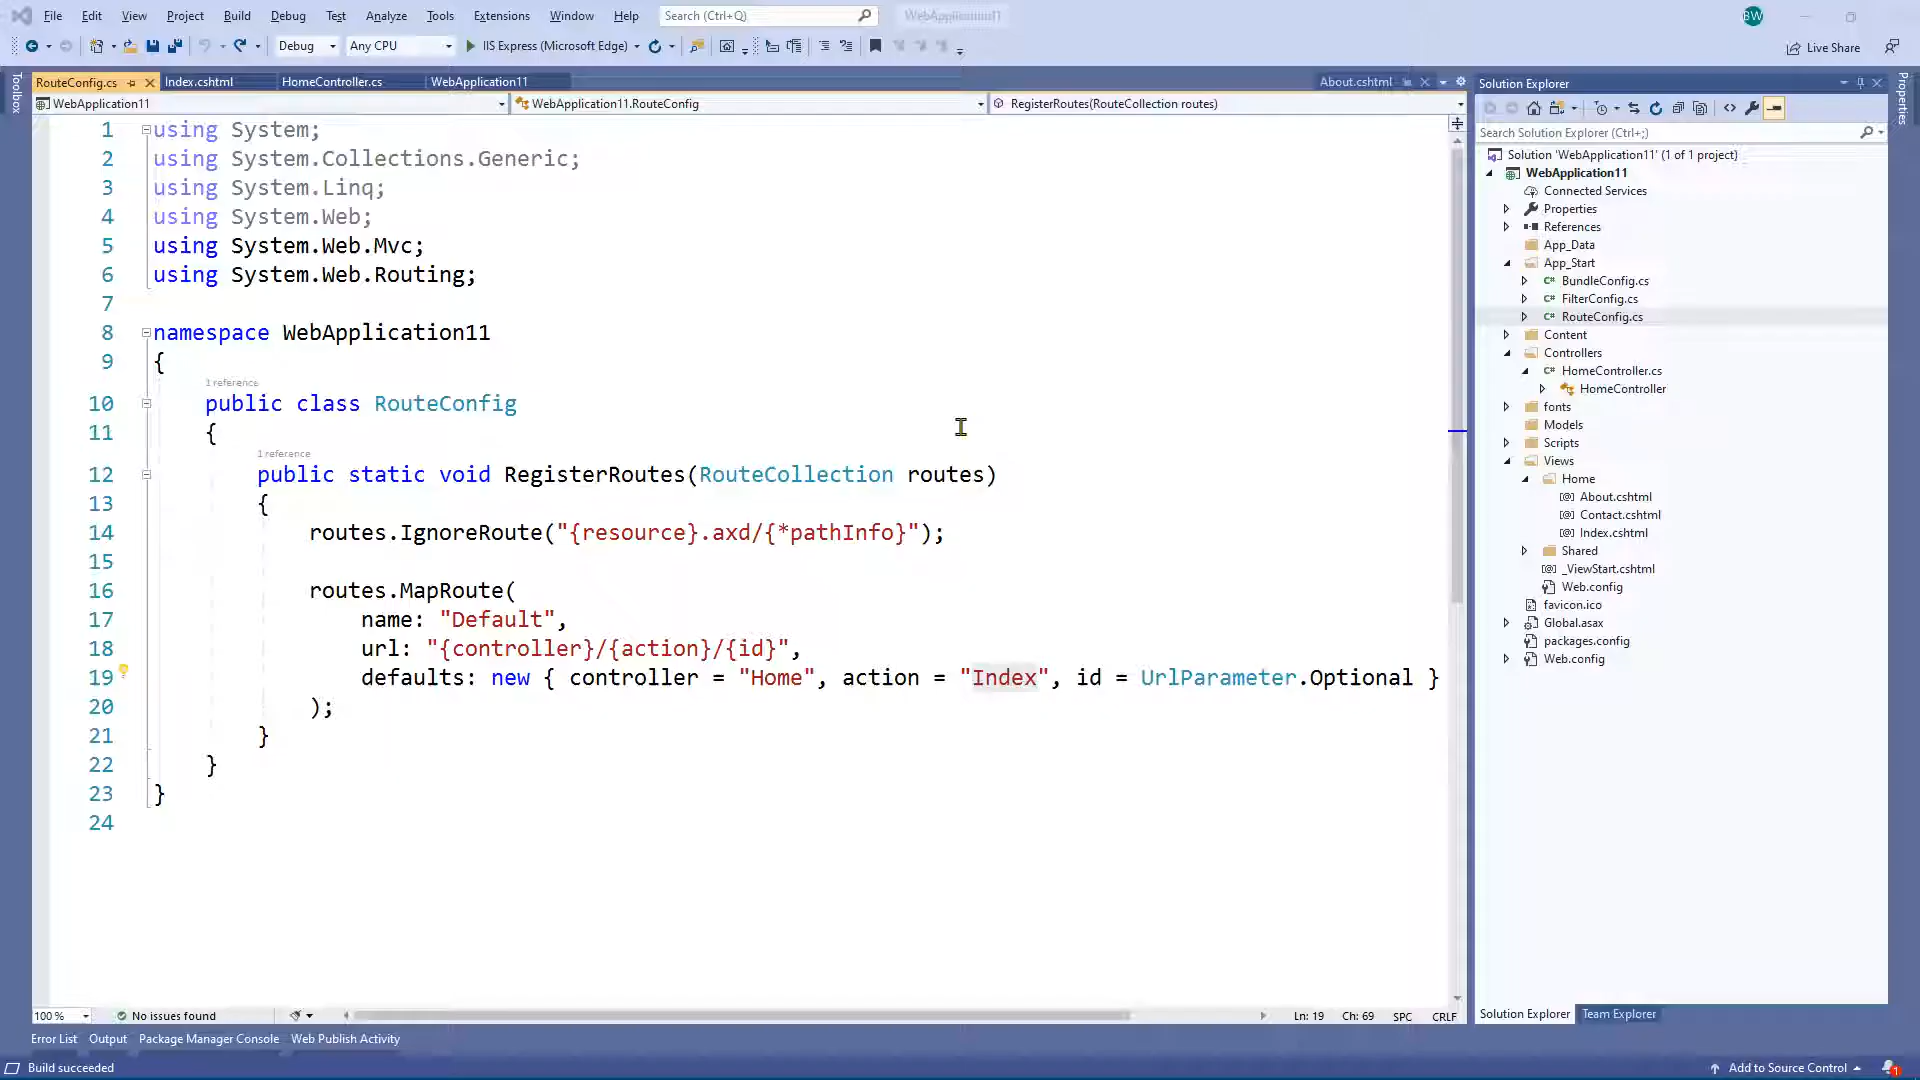 File Edit View Project Build Debug Test Analyze Tools Extensions Window Help Search (Ctrl+Q) WebApplication11 BW
Debug Any CPU IIS Express (Microsoft Edge) Live Share
Toolbox
RouteConfig.cs Index.cshtml HomeController.cs WebApplication11 About.cshtml
WebApplication11 WebApplication11.RouteConfig RegisterRoutes(RouteCollection routes)
1 using System;
2 using System.Collections.Generic;
3 using System.Linq;
4 using System.Web;
5 using System.Web.Mvc;
6 using System.Web.Routing;
7
8 namespace WebApplication11
9 {
1 reference
10 public class RouteConfig
11 {
1 reference
12 public static void RegisterRoutes(RouteCollection routes)
13 {
14 routes.IgnoreRoute("{resource}.axd/{*pathInfo}");
15
16 routes.MapRoute(
17 name: "Default",
18 url: "{controller}/{action}/{id}",
19 defaults: new { controller = "Home", action = "Index", id = UrlParameter.Optional }
20 );
21 }
22 }
23 }
24
100 % No issues found Ln: 19 Ch: 69 SPC CRLF
Solution Explorer
Search Solution Explorer (Ctrl+;)
Solution 'WebApplication11' (1 of 1 project)
WebApplication11
Connected Services
Properties
References
App_Data
App_Start
C# BundleConfig.cs
C# FilterConfig.cs
C# RouteConfig.cs
Content
Controllers
C# HomeController.cs
HomeController
fonts
Models
Scripts
Views
Home
[@] About.cshtml
[@] Contact.cshtml
[@] Index.cshtml
Shared
[@] _ViewStart.cshtml
Web.config
favicon.ico
Global.asax
packages.config
Web.config
Solution Explorer Team Explorer
Properties
Error List Output Package Manager Console Web Publish Activity
Build succeeded Add to Source Control 1